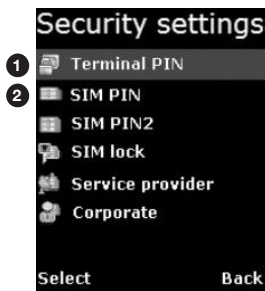 Security settings
1 Terminal PIN
2 SIM PIN
SIM PIN2
SIM lock
Service provider
Corporate
Select Back